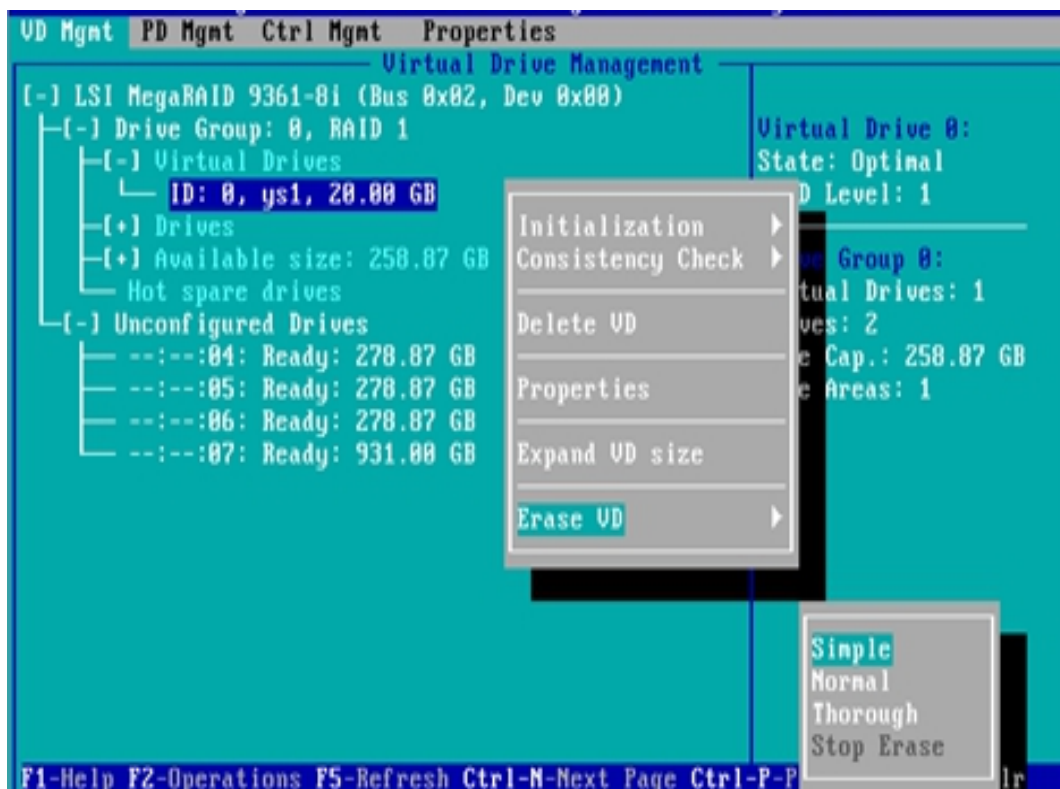 VD Mgmt PD Mgmt Ctrl Mgmt Properties
Virtual Drive Management
[-] LSI MegaRAID 9361-8i (Bus 0x02, Dev 0x00)
[-] Drive Group: 0, RAID 1
[-] Virtual Drives
ID: 0, ys1, 20.00 GB
[+] Drives
[+] Available size: 258.87 GB
Hot spare drives
[-] Unconfigured Drives
--:--:04: Ready: 278.87 GB
--:--:05: Ready: 278.87 GB
--:--:06: Ready: 278.87 GB
--:--:07: Ready: 931.00 GB
Initialization
Consistency Check
Delete VD
Properties
Expand VD size
Erase VD
Virtual Drive 0:
State: Optimal
D Level: 1
ve Group 0:
tual Drives: 1
ves: 2
e Cap.: 258.87 GB
e Areas: 1
Simple
Normal
Thorough
Stop Erase
F1-Help F2-Operations F5-Refresh Ctrl-N-Next Page Ctrl-P-P
lr